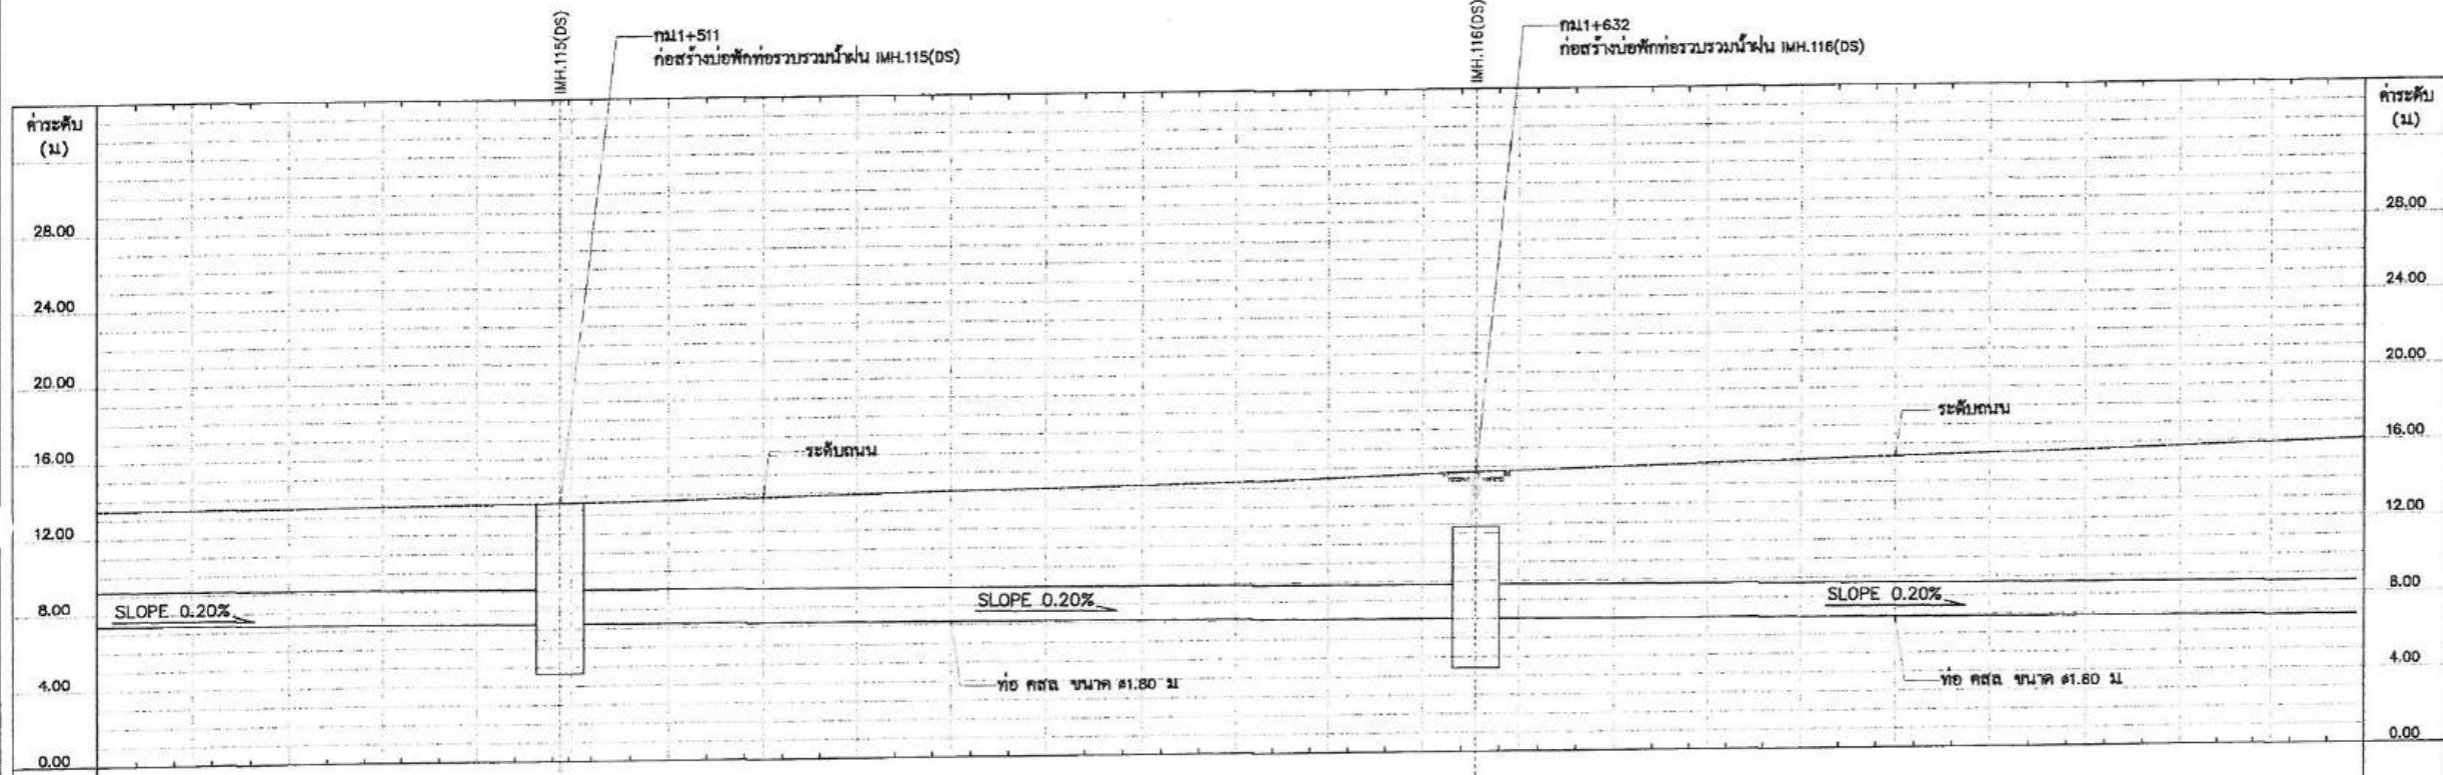 IMH.115(DS)
กม1+511
ก่อสร้างบ่อพักท่อรวบรวมน้ำฝน IMH.115(DS)
IMH.116(DS)
กม1+632
ก่อสร้างบ่อพักท่อรวบรวมน้ำฝน IMH.116(DS)
ค่าระดับ
(ม)
28.00
24.00
20.00
16.00
12.00
8.00
4.00
0.00
ระดับถนน
ระดับถนน
SLOPE 0.20%
SLOPE 0.20%
SLOPE 0.20%
ท่อ คสล ขนาด ø1.80 ม
ท่อ คสล ขนาด ø1.80 ม
ค่าระดับ
(ม)
28.00
24.00
20.00
16.00
12.00
8.00
4.00
0.00